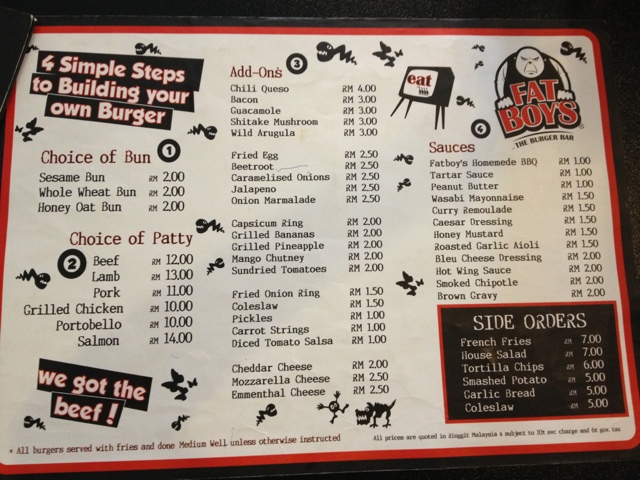 4 Simple Steps
to Building your
own Burger
Choice of Bun 1
Sesame Bun RM 2.00
Whole Wheat Bun RM 2.00
Honey Oat Bun RM 2.00
Choice of Patty
2
Beef RM 12.00
Lamb RM 13.00
Pork RM 11.00
Grilled Chicken RM 10.00
Portobello RM 10.00
Salmon RM 14.00
we got the
beef!
Add-Ons 3
Chili Queso RM 4.00
Bacon RM 3.00
Guacamole RM 3.00
Shitake Mushroom RM 3.00
Wild Arugula RM 3.00
Fried Egg RM 2.50
Beetroot RM 2.50
Caramelised Onions RM 2.50
Jalapeno RM 2.50
Onion Marmalade RM 2.50
Capsicum Ring RM 2.00
Grilled Bananas RM 2.00
Grilled Pineapple RM 2.00
Mango Chutney RM 2.00
Sundried Tomatoes RM 2.00
Fried Onion Ring RM 1.50
Coleslaw RM 1.50
Pickles RM 1.00
Carrot Strings RM 1.00
Diced Tomato Salsa RM 1.00
Cheddar Cheese RM 2.00
Mozzarella Cheese RM 2.50
Emmenthal Cheese RM 2.50
eat
FAT
BOY'S
THE BURGER BAR
4
Sauces
Fatboy's Homemede BBQ RM 1.00
Tartar Sauce RM 1.00
Peanut Butter RM 1.00
Wasabi Mayonnaise RM 1.50
Curry Remoulade RM 1.50
Caesar Dressing RM 1.50
Honey Mustard RM 1.50
Roasted Garlic Aioli RM 1.50
Bleu Cheese Dressing RM 2.00
Hot Wing Sauce RM 2.00
Smoked Chipotle RM 2.00
Brown Gravy RM 2.00
SIDE ORDERS
French Fries RM 7.00
House Salad RM 7.00
Tortilla Chips RM 6.00
Smashed Potato RM 5.00
Garlic Bread RM 5.00
Coleslaw RM 5.00
* All burgers served with fries and done Medium Well unless otherwise instructed
All prices are quoted in Ringgit Malaysia & subject to 10% svc charge and 6% gov tax